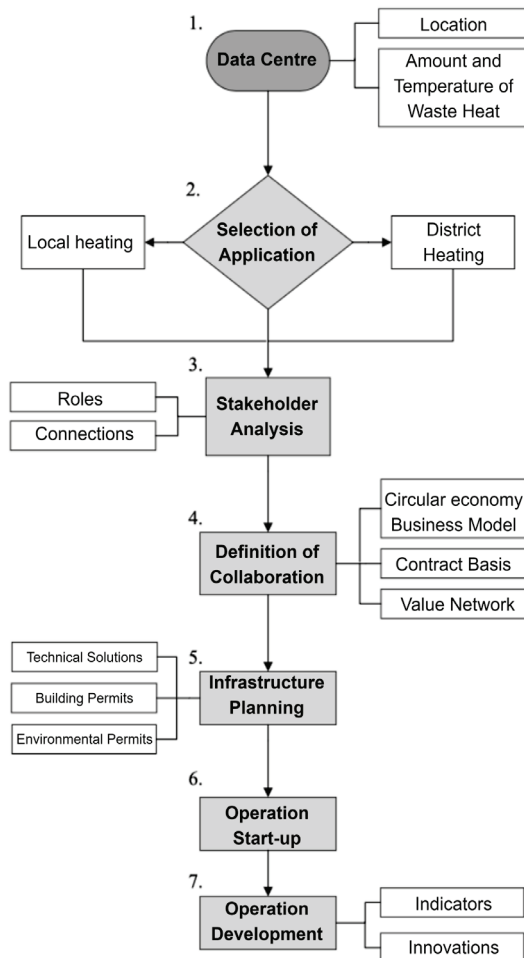 1.
Data Centre
Location
Amount and
Temperature of
Waste Heat
2.
Selection of
Application
Local heating
District
Heating
3.
Stakeholder
Analysis
Roles
Connections
4.
Definition of
Collaboration
Circular economy
Business Model
Contract Basis
Value Network
5.
Infrastructure
Planning
Technical Solutions
Building Permits
Environmental Permits
6.
Operation
Start-up
7.
Operation
Development
Indicators
Innovations